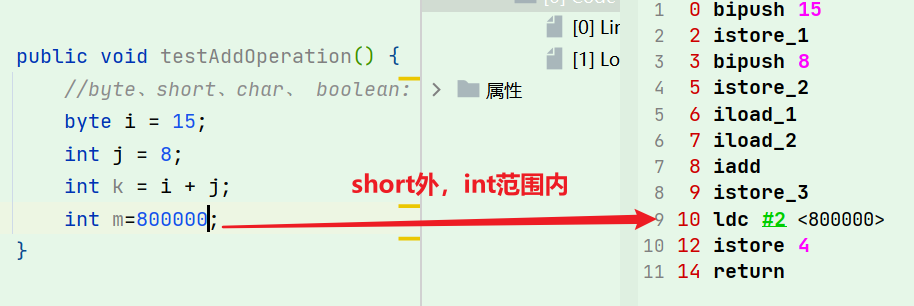 public void testAddOperation() {
//byte、short、char、 boolean:
byte i = 15;
int j = 8;
int k = i + j;
int m=800000;
}
[0] Lin
[1] Lo
属性
short外，int范围内
1 0 bipush 15
2 2 istore_1
3 3 bipush 8
4 5 istore_2
5 6 iload_1
6 7 iload_2
7 8 iadd
8 9 istore_3
9 10 ldc #2 <800000>
10 12 istore 4
11 14 return